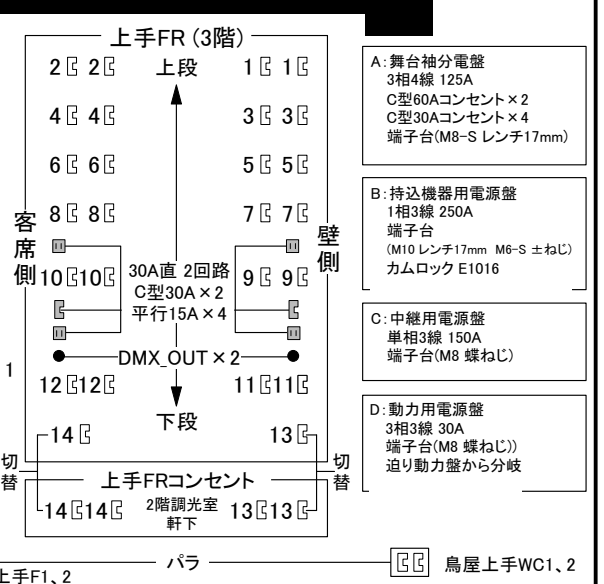 上手FR (3階)
2 2 上段 1 1
4 4 3 3
6 6 5 5
8 8 7 7
客席側
壁側
10 10 9 9
30A直 2回路
C型30A×2
平行15A×4
DMX_OUT×2
1
12 12 11 11
下段
14 13
切替
切替
上手FRコンセント
14 14 2階調光室 13 13
軒下
パラ
上手F1、2
鳥屋上手WC1、2
A:舞台袖分電盤
3相4線 125A
C型60Aコンセント×2
C型30Aコンセント×4
端子台(M8-S レンチ17mm)
B:持込機器用電源盤
1相3線 250A
端子台
(M10 レンチ17mm M6-S ±ねじ)
カムロック E1016
C:中継用電源盤
単相3線 150A
端子台(M8 蝶ねじ)
D:動力用電源盤
3相3線 30A
端子台(M8 蝶ねじ))
迫り動力盤から分岐